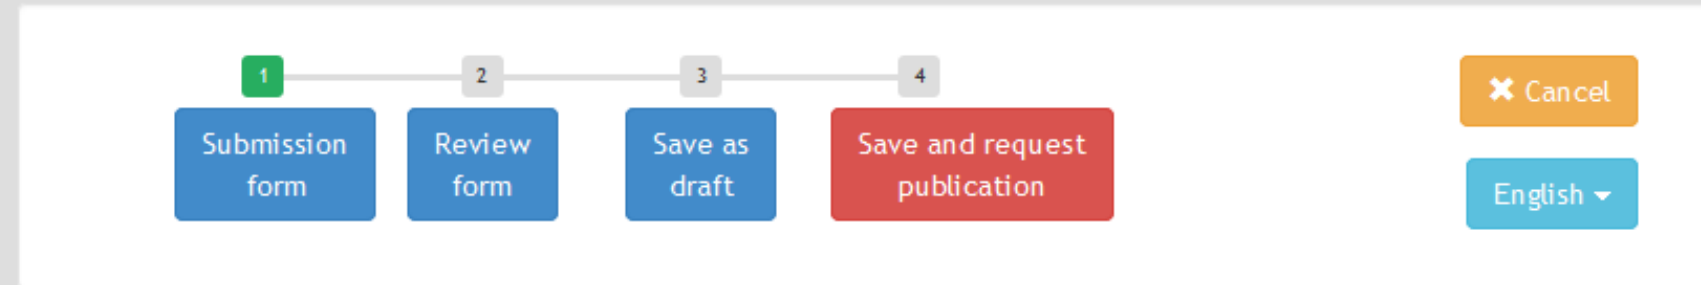 1
2
3
4
Submission
form
Review
form
Save as
draft
Save and request
publication
Cancel
English